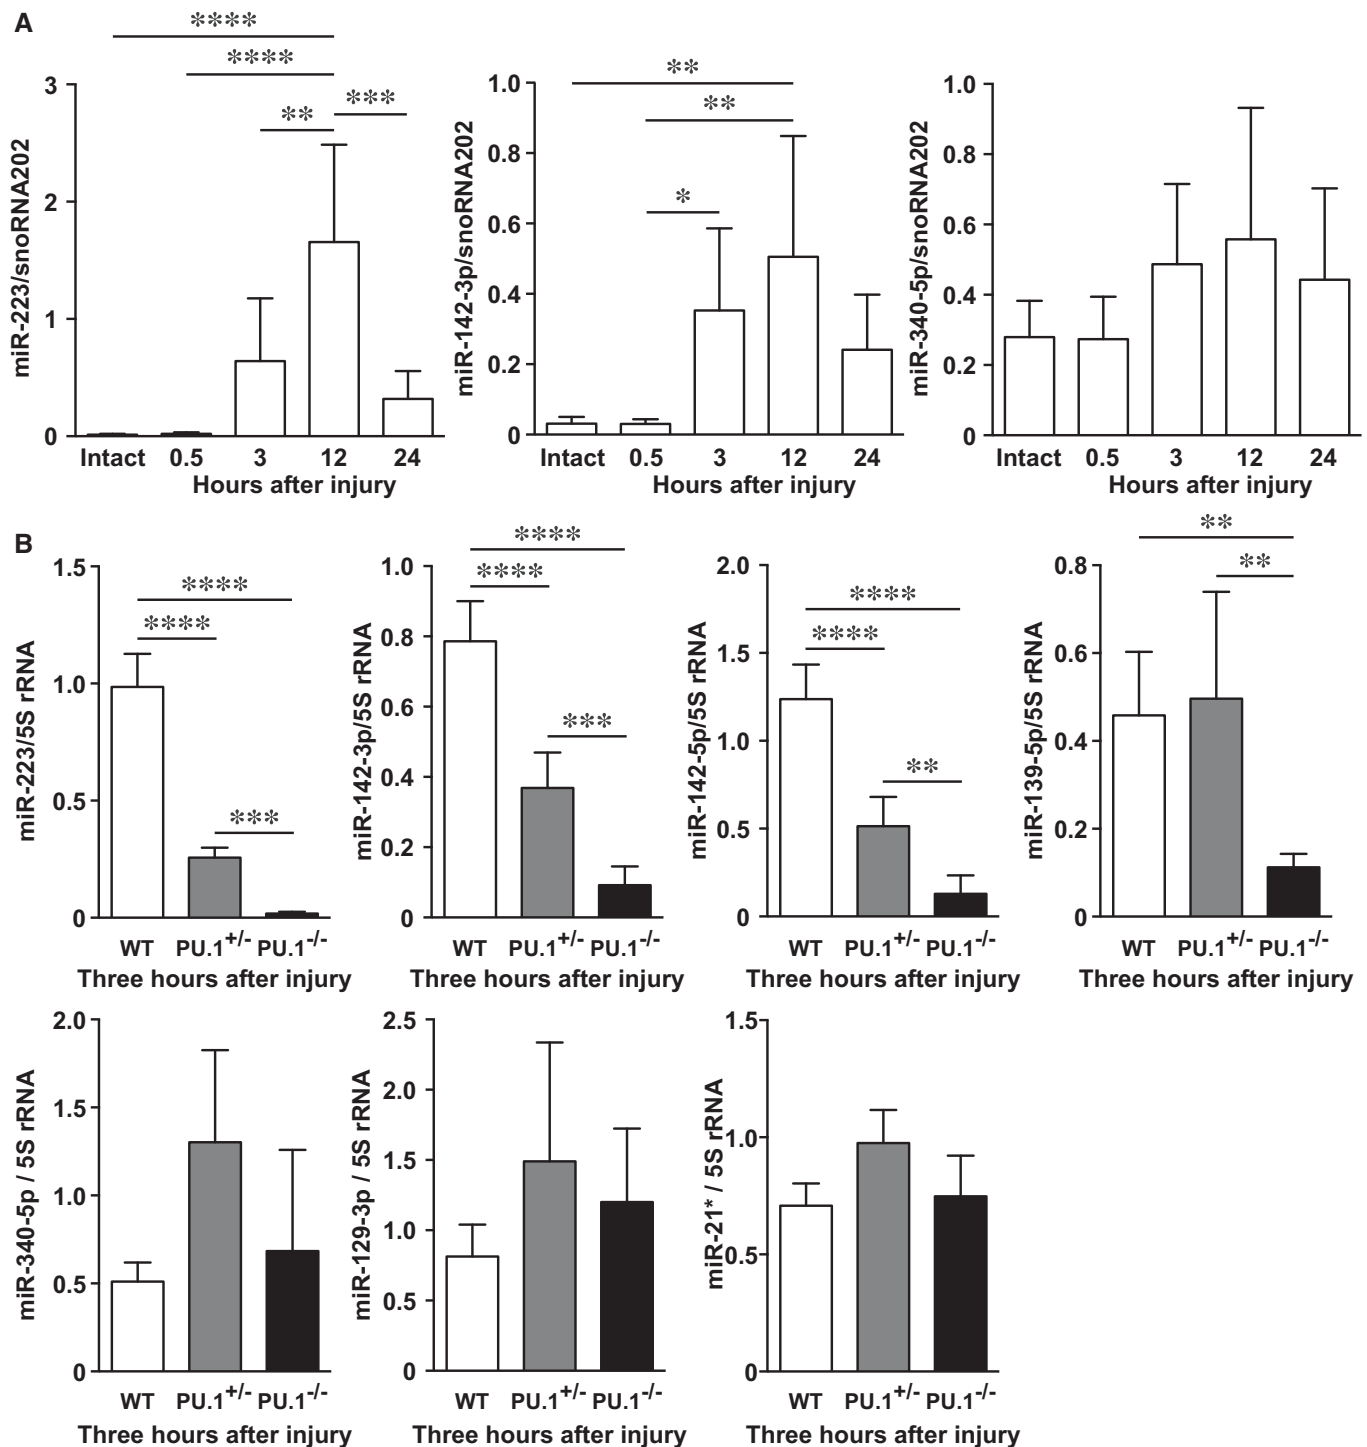 A
****
****
**
***
3
2
1
0
miR-223/snoRNA202
Intact 0.5 3 12 24
Hours after injury
**
**
*
1.0
0.8
0.6
0.4
0.2
0
miR-142-3p/snoRNA202
Intact 0.5 3 12 24
Hours after injury
1.0
0.8
0.6
0.4
0.2
0
miR-340-5p/snoRNA202
Intact 0.5 3 12 24
Hours after injury
B
****
****
***
1.5
1.0
0.5
0
miR-223/5S rRNA
WT PU.1+/- PU.1-/-
Three hours after injury
****
****
***
1.0
0.8
0.6
0.4
0.2
0
miR-142-3p/5S rRNA
WT PU.1+/- PU.1-/-
Three hours after injury
****
****
**
2.0
1.5
1.0
0.5
0
miR-142-5p/5S rRNA
WT PU.1+/- PU.1-/-
Three hours after injury
**
**
0.8
0.6
0.4
0.2
0
miR-139-5p/5S rRNA
WT PU.1+/- PU.1-/-
Three hours after injury
2.0
1.5
1.0
0.5
0
miR-340-5p / 5S rRNA
WT PU.1+/- PU.1-/-
Three hours after injury
2.5
2.0
1.5
1.0
0.5
0
miR-129-3p / 5S rRNA
WT PU.1+/- PU.1-/-
Three hours after injury
1.5
1.0
0.5
0
miR-21* / 5S rRNA
WT PU.1+/- PU.1-/-
Three hours after injury